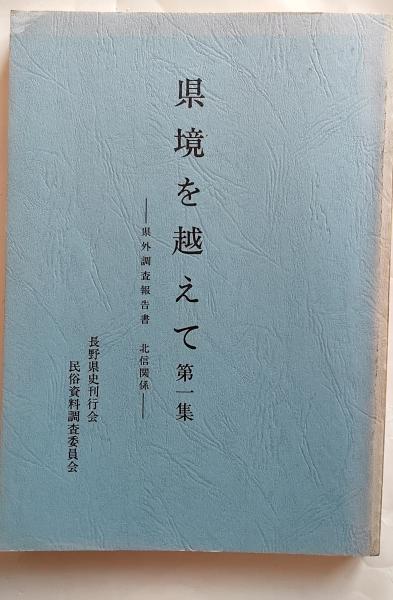 県境を越えて 第一集
――県外調査報告書 北信関係――
長野県史刊行会
民俗資料調査委員会